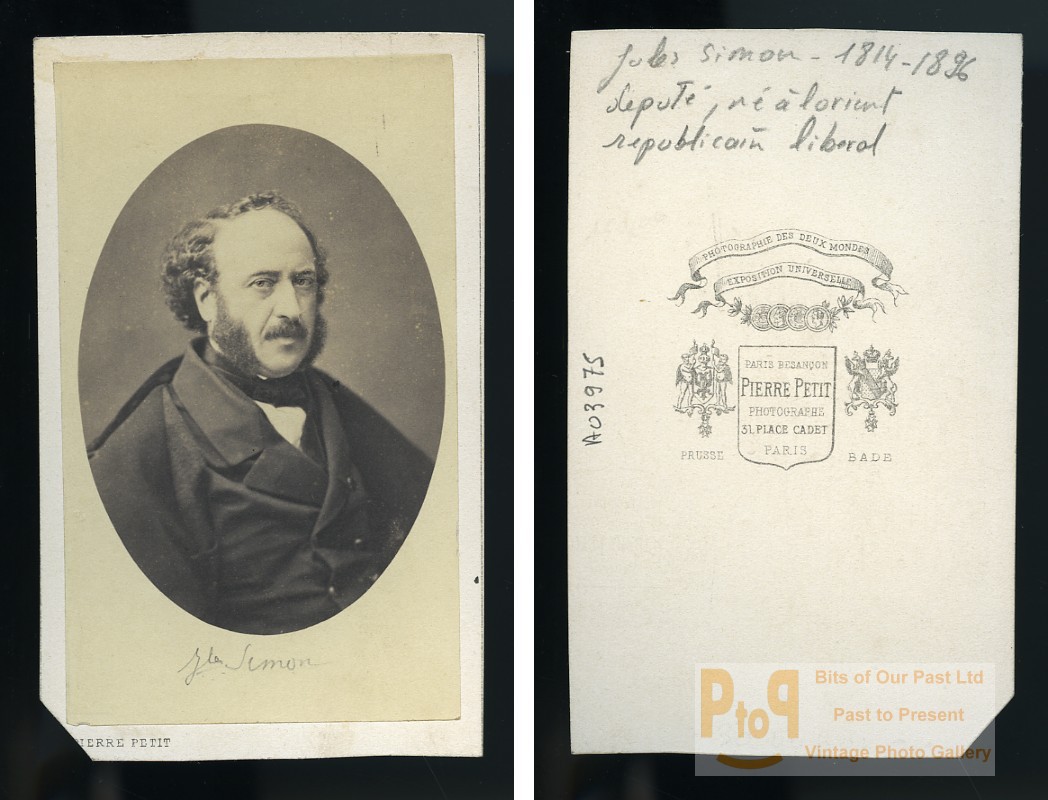 Jles Simon
PIERRE PETIT
Jules Simon - 1814-1896
deputé, né à lorient
republicain liberal
PHOTOGRAPHIE DES DEUX MONDES
EXPOSITION UNIVERSELLE
PARIS BESANÇON
PIERRE PETIT
PHOTOGRAPHE
31, PLACE CADET
PARIS
PRUSSE
BADE
A03975
PtoP
Bits of Our Past Ltd
Past to Present
Vintage Photo Gallery